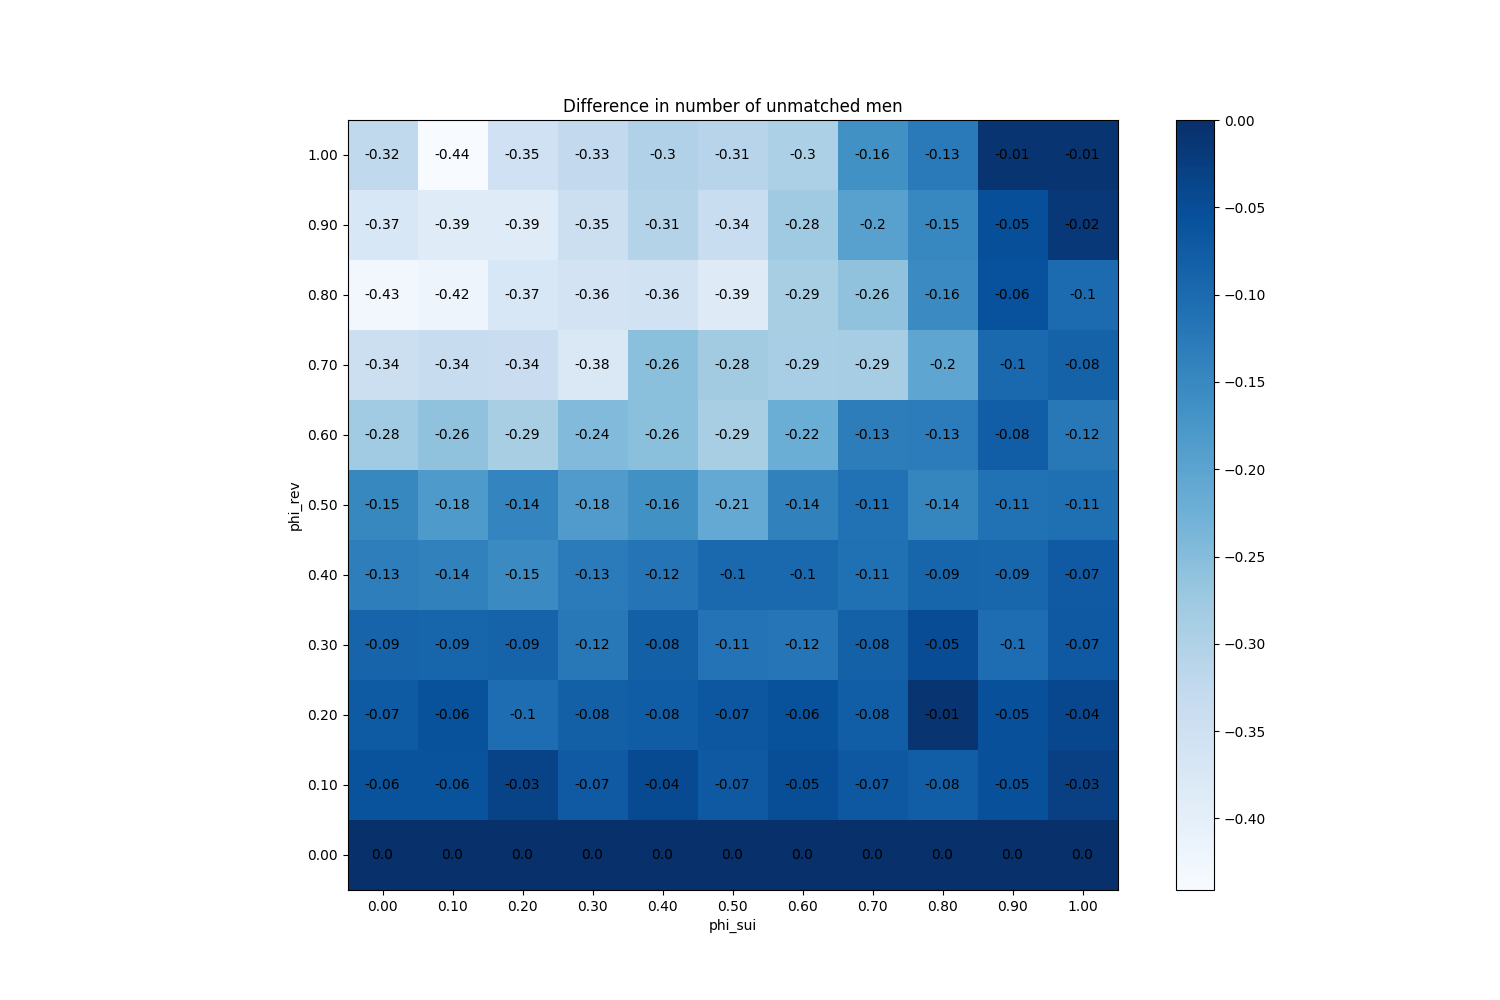 Difference in number of unmatched men
1.00 -0.32 -0.44 -0.35 -0.33 -0.3 -0.31 -0.3 -0.16 -0.13 -0.01 -0.01
0.90 -0.37 -0.39 -0.39 -0.35 -0.31 -0.34 -0.28 -0.2 -0.15 -0.05 -0.02
0.80 -0.43 -0.42 -0.37 -0.36 -0.36 -0.39 -0.29 -0.26 -0.16 -0.06 -0.1
0.70 -0.34 -0.34 -0.34 -0.38 -0.26 -0.28 -0.29 -0.29 -0.2 -0.1 -0.08
0.60 -0.28 -0.26 -0.29 -0.24 -0.26 -0.29 -0.22 -0.13 -0.13 -0.08 -0.12
phi_rev
0.50 -0.15 -0.18 -0.14 -0.18 -0.16 -0.21 -0.14 -0.11 -0.14 -0.11 -0.11
0.40 -0.13 -0.14 -0.15 -0.13 -0.12 -0.1 -0.1 -0.11 -0.09 -0.09 -0.07
0.30 -0.09 -0.09 -0.09 -0.12 -0.08 -0.11 -0.12 -0.08 -0.05 -0.1 -0.07
0.20 -0.07 -0.06 -0.1 -0.08 -0.08 -0.07 -0.06 -0.08 -0.01 -0.05 -0.04
0.10 -0.06 -0.06 -0.03 -0.07 -0.04 -0.07 -0.05 -0.07 -0.08 -0.05 -0.03
0.00 0.0 0.0 0.0 0.0 0.0 0.0 0.0 0.0 0.0 0.0 0.0
0.00 0.10 0.20 0.30 0.40 0.50 0.60 0.70 0.80 0.90 1.00
phi_sui
0.00
−0.05
−0.10
−0.15
−0.20
−0.25
−0.30
−0.35
−0.40